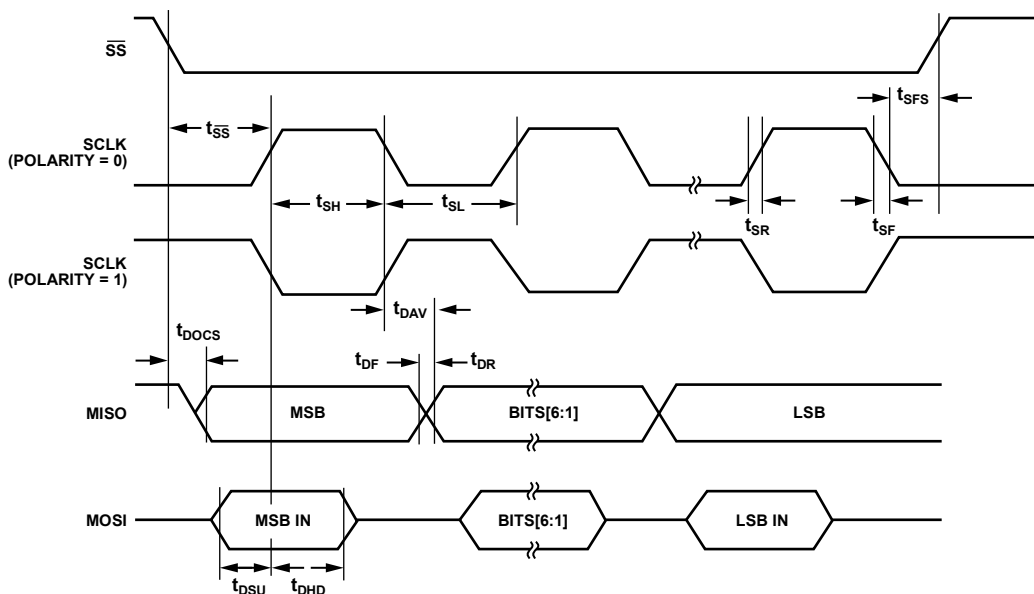 SS
tSFS
tSS
SCLK
(POLARITY = 0)
tSH
tSL
tSR
tSF
SCLK
(POLARITY = 1)
tDAV
tDOCS
tDF
tDR
MISO
MSB
BITS[6:1]
LSB
MOSI
MSB IN
BITS[6:1]
LSB IN
tDSU
tDHD